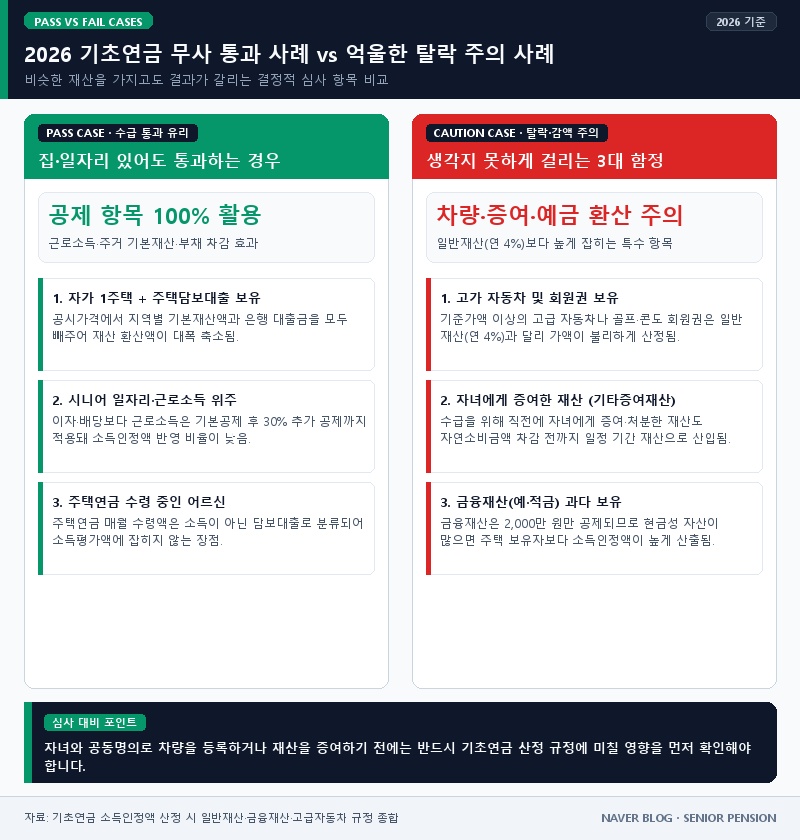 PASS VS FAIL CASES
2026 기준
2026 기초연금 무사 통과 사례 vs 억울한 탈락 주의 사례
비슷한 재산을 가지고도 결과가 갈리는 결정적 심사 항목 비교
PASS CASE · 수급 통과 유리
집·일자리 있어도 통과하는 경우
공제 항목 100% 활용
근로소득·주거 기본재산·부채 차감 효과
1. 자가 1주택 + 주택담보대출 보유
공시가격에서 지역별 기본재산액과 은행 대출금을 모두
빼주어 재산 환산액이 대폭 축소됨.
2. 시니어 일자리·근로소득 위주
이자·배당보다 근로소득은 기본공제 후 30% 추가 공제까지
적용돼 소득인정액 반영 비율이 낮음.
3. 주택연금 수령 중인 어르신
주택연금 매월 수령액은 소득이 아닌 담보대출로 분류되어
소득평가액에 잡히지 않는 장점.
CAUTION CASE · 탈락·감액 주의
생각지 못하게 걸리는 3대 함정
차량·증여·예금 환산 주의
일반재산(연 4%)보다 높게 잡히는 특수 항목
1. 고가 자동차 및 회원권 보유
기준가액 이상의 고급 자동차나 골프·콘도 회원권은 일반
재산(연 4%)과 달리 가액이 불리하게 산정됨.
2. 자녀에게 증여한 재산 (기타증여재산)
수급을 위해 직전에 자녀에게 증여·처분한 재산도
자연소비금액 차감 전까지 일정 기간 재산으로 산입됨.
3. 금융재산(예·적금) 과다 보유
금융재산은 2,000만 원만 공제되므로 현금성 자산이
많으면 주택 보유자보다 소득인정액이 높게 산출됨.
심사 대비 포인트
자녀와 공동명의로 차량을 등록하거나 재산을 증여하기 전에는 반드시 기초연금 산정 규정에 미칠 영향을 먼저 확인해야
합니다.
자료: 기초연금 소득인정액 산정 시 일반재산·금융재산·고급자동차 규정 종합
NAVER BLOG · SENIOR PENSION